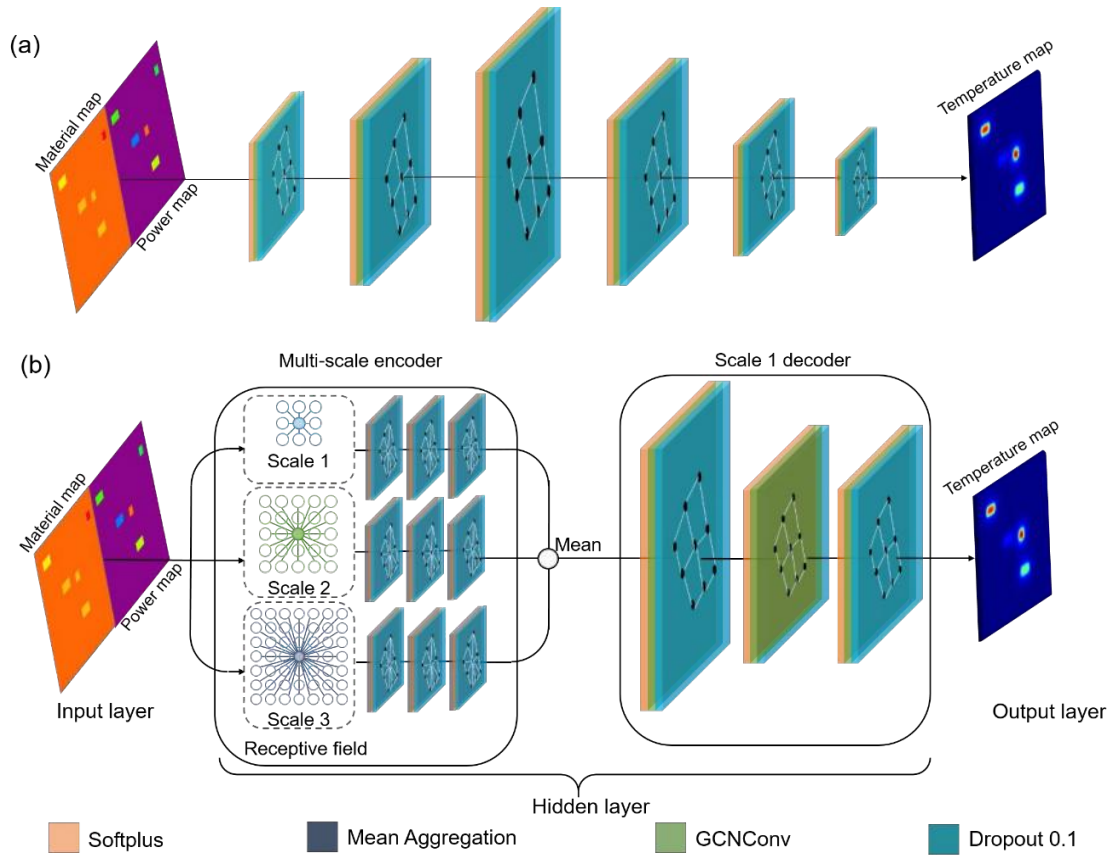 (a)
Material map
Power map
Temperature map
(b)
Multi-scale encoder
Scale 1 decoder
Material map
Power map
Scale 1
Scale 2
Scale 3
Mean
Temperature map
Input layer
Receptive field
Output layer
Hidden layer
Softplus
Mean Aggregation
GCNConv
Dropout 0.1